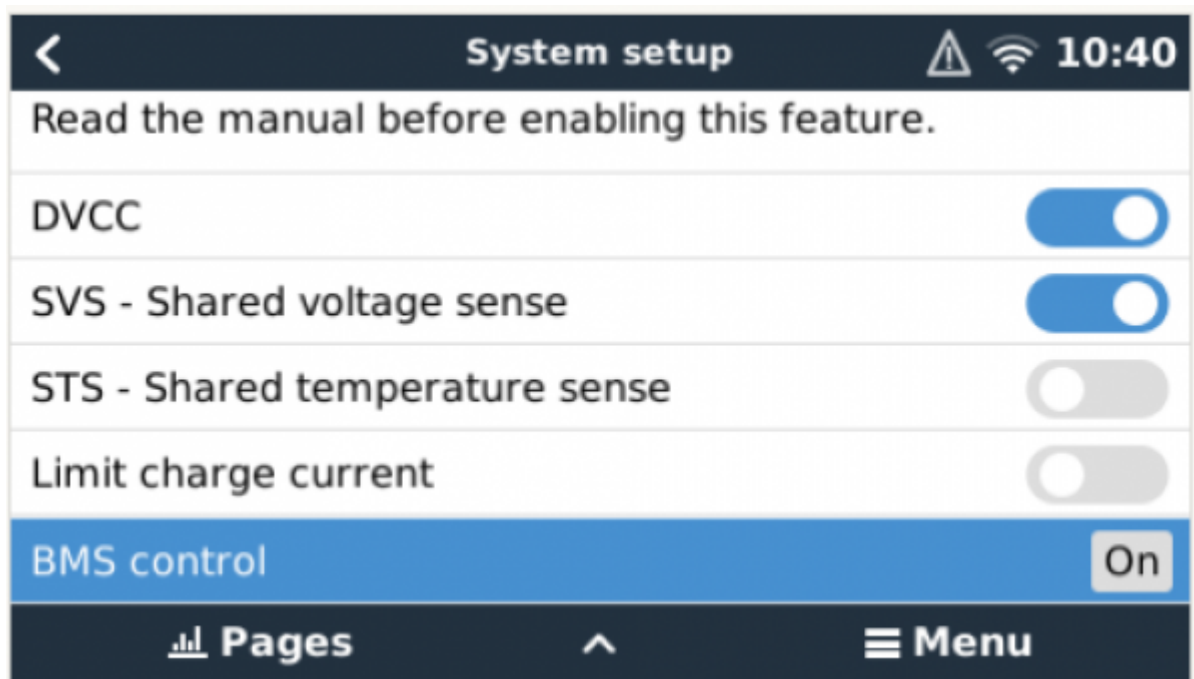 System setup 10:40
Read the manual before enabling this feature.
DVCC
SVS - Shared voltage sense
STS - Shared temperature sense
Limit charge current
BMS control On
Pages Menu